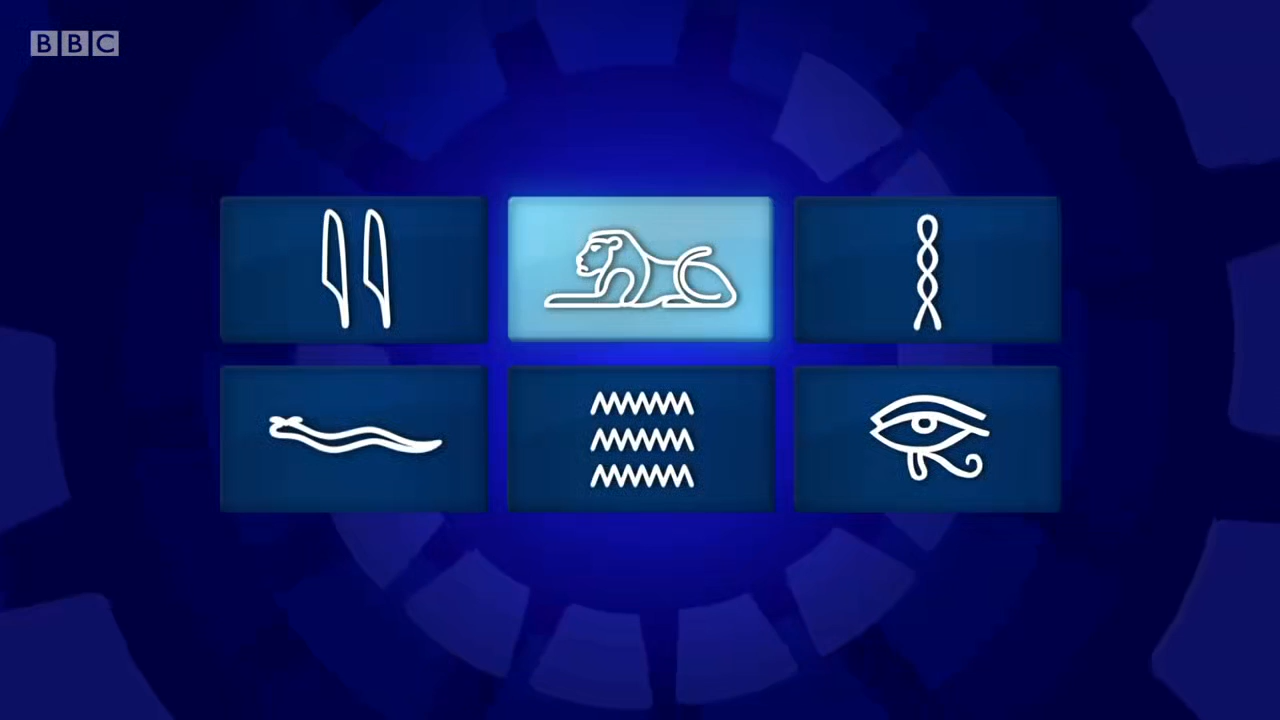 BBC
𓇌 𓃭 𓎛
𓆑 𓈗 𓂀